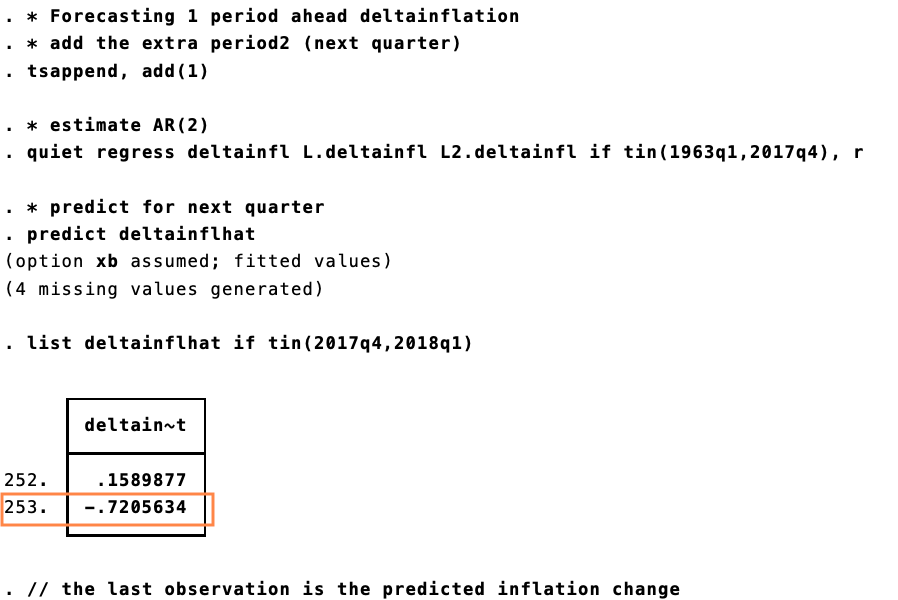 . * Forecasting 1 period ahead deltainflation
. * add the extra period2 (next quarter)
. tsappend, add(1)
. * estimate AR(2)
. quiet regress deltainfl L.deltainfl L2.deltainfl if tin(1963q1,2017q4), r
. * predict for next quarter
. predict deltainflhat
(option xb assumed; fitted values)
(4 missing values generated)
. list deltainflhat if tin(2017q4,2018q1)
deltain~t
252. .1589877
253. -.7205634
. // the last observation is the predicted inflation change